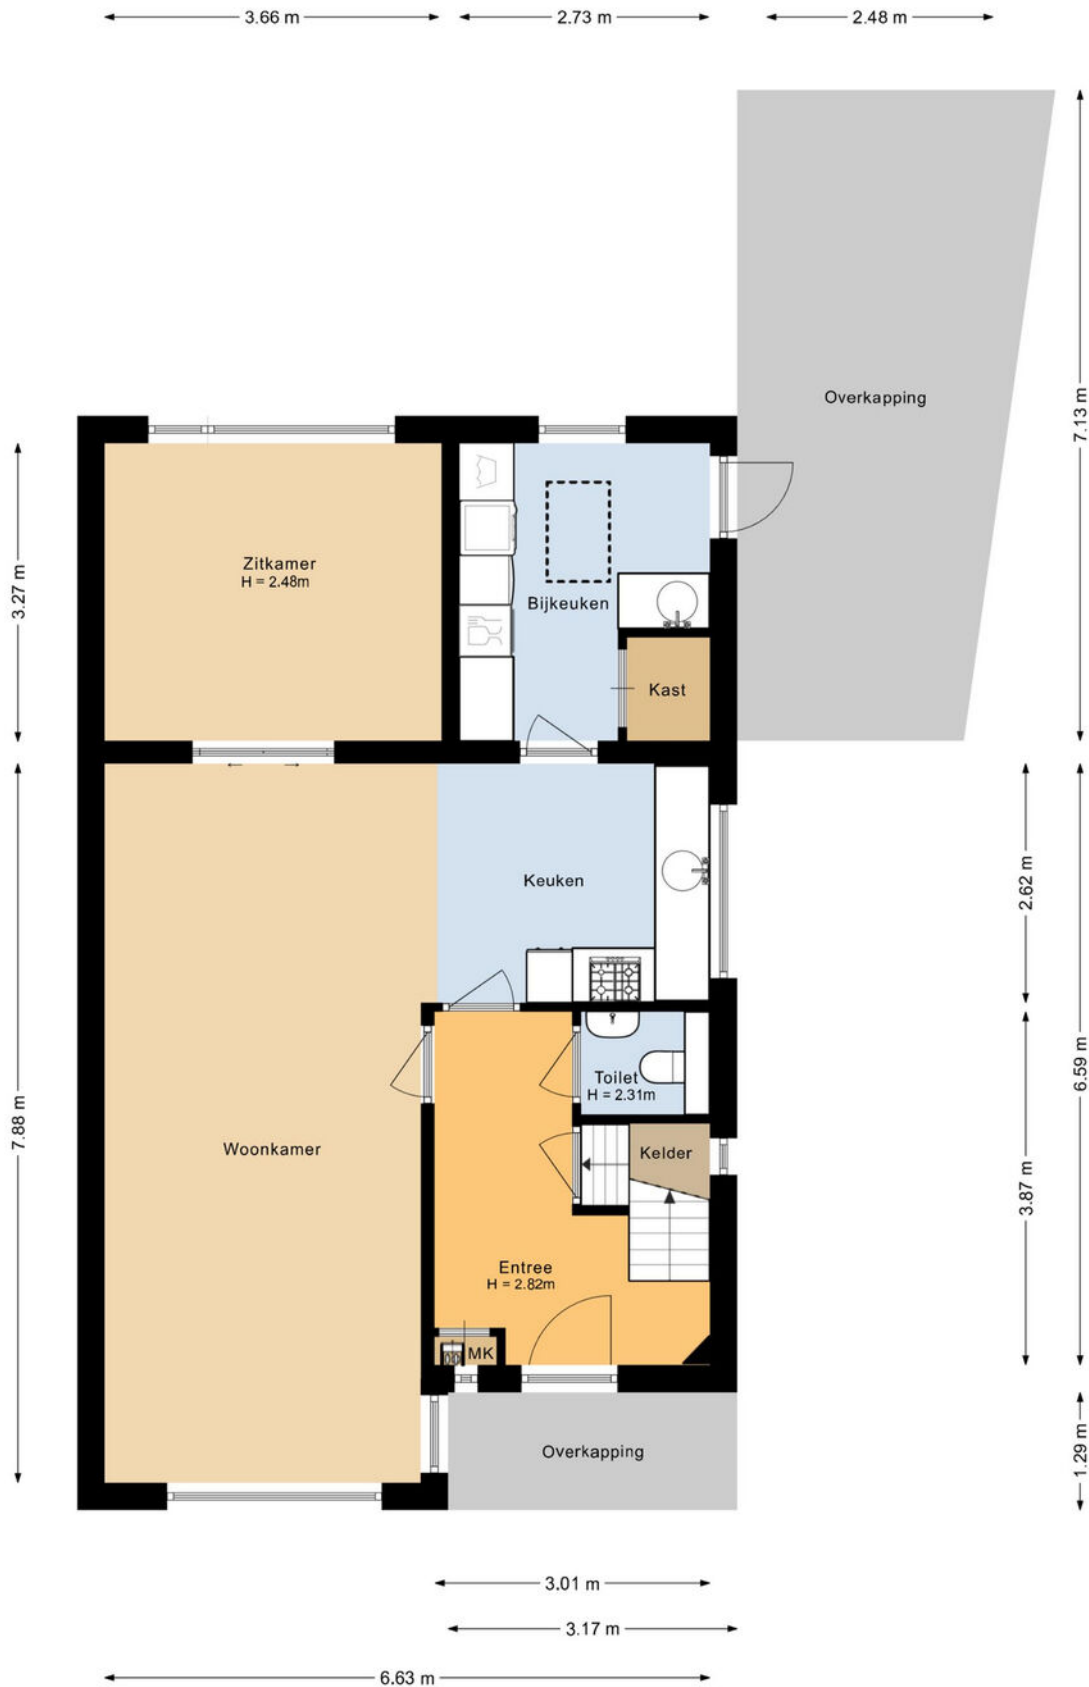 3.66 m
2.73 m
2.48 m
Overkapping
7.13 m
3.27 m
Zitkamer
H = 2.48m
Bijkeuken
Kast
Keuken
2.62 m
6.59 m
7.88 m
Toilet
H = 2.31m
Woonkamer
Kelder
3.87 m
Entree
H = 2.82m
MK
Overkapping
1.29 m
3.01 m
3.17 m
6.63 m